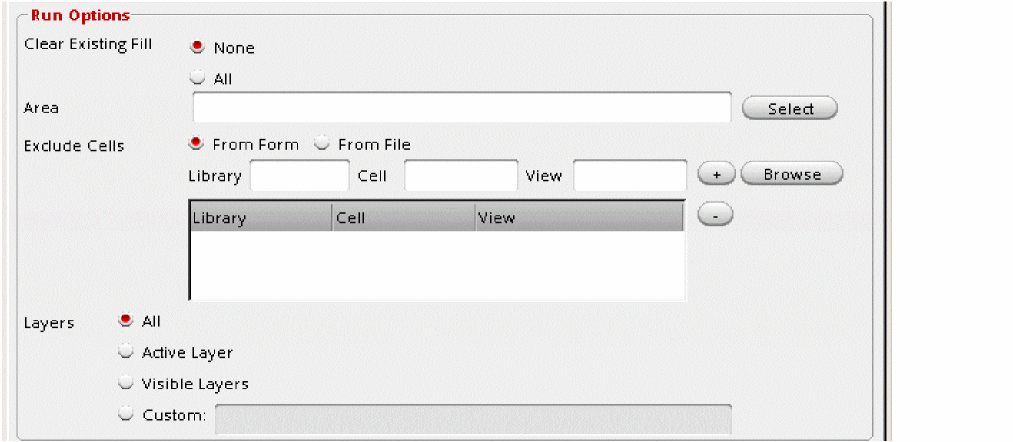 Run Options
Clear Existing Fill None
All
Area Select
Exclude Cells From Form From File
Library Cell View + Browse
Library Cell View -
Layers All
Active Layer
Visible Layers
Custom: